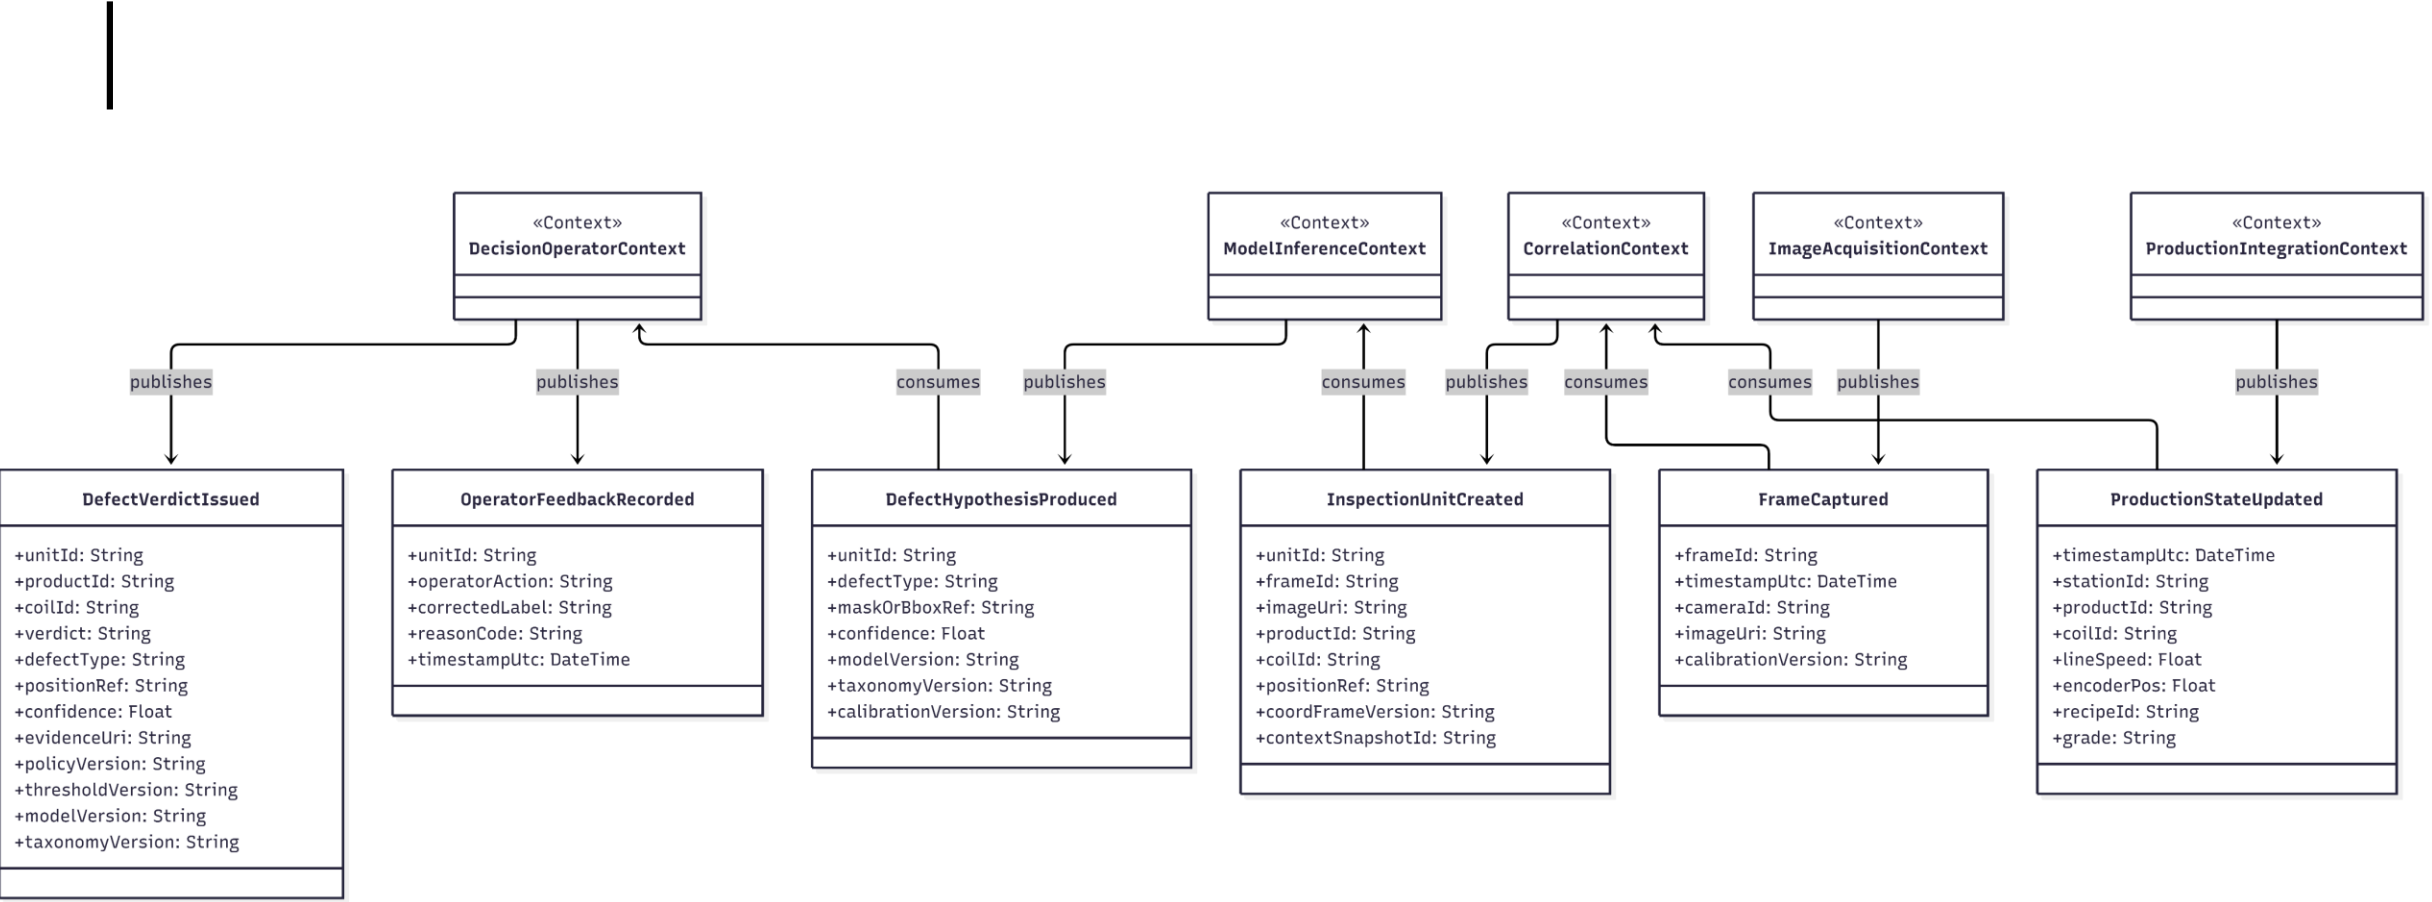 «Context»
DecisionOperatorContext
«Context»
ModelInferenceContext
«Context»
CorrelationContext
«Context»
ImageAcquisitionContext
«Context»
ProductionIntegrationContext
publishes
publishes
consumes
publishes
consumes
publishes
consumes
consumes
publishes
publishes
DefectVerdictIssued
+unitId: String
+productId: String
+coilId: String
+verdict: String
+defectType: String
+positionRef: String
+confidence: Float
+evidenceUri: String
+policyVersion: String
+thresholdVersion: String
+modelVersion: String
+taxonomyVersion: String
OperatorFeedbackRecorded
+unitId: String
+operatorAction: String
+correctedLabel: String
+reasonCode: String
+timestampUtc: DateTime
DefectHypothesisProduced
+unitId: String
+defectType: String
+maskOrBboxRef: String
+confidence: Float
+modelVersion: String
+taxonomyVersion: String
+calibrationVersion: String
InspectionUnitCreated
+unitId: String
+frameId: String
+imageUri: String
+productId: String
+coilId: String
+positionRef: String
+coordFrameVersion: String
+contextSnapshotId: String
FrameCaptured
+frameId: String
+timestampUtc: DateTime
+cameraId: String
+imageUri: String
+calibrationVersion: String
ProductionStateUpdated
+timestampUtc: DateTime
+stationId: String
+productId: String
+coilId: String
+lineSpeed: Float
+encoderPos: Float
+recipeId: String
+grade: String